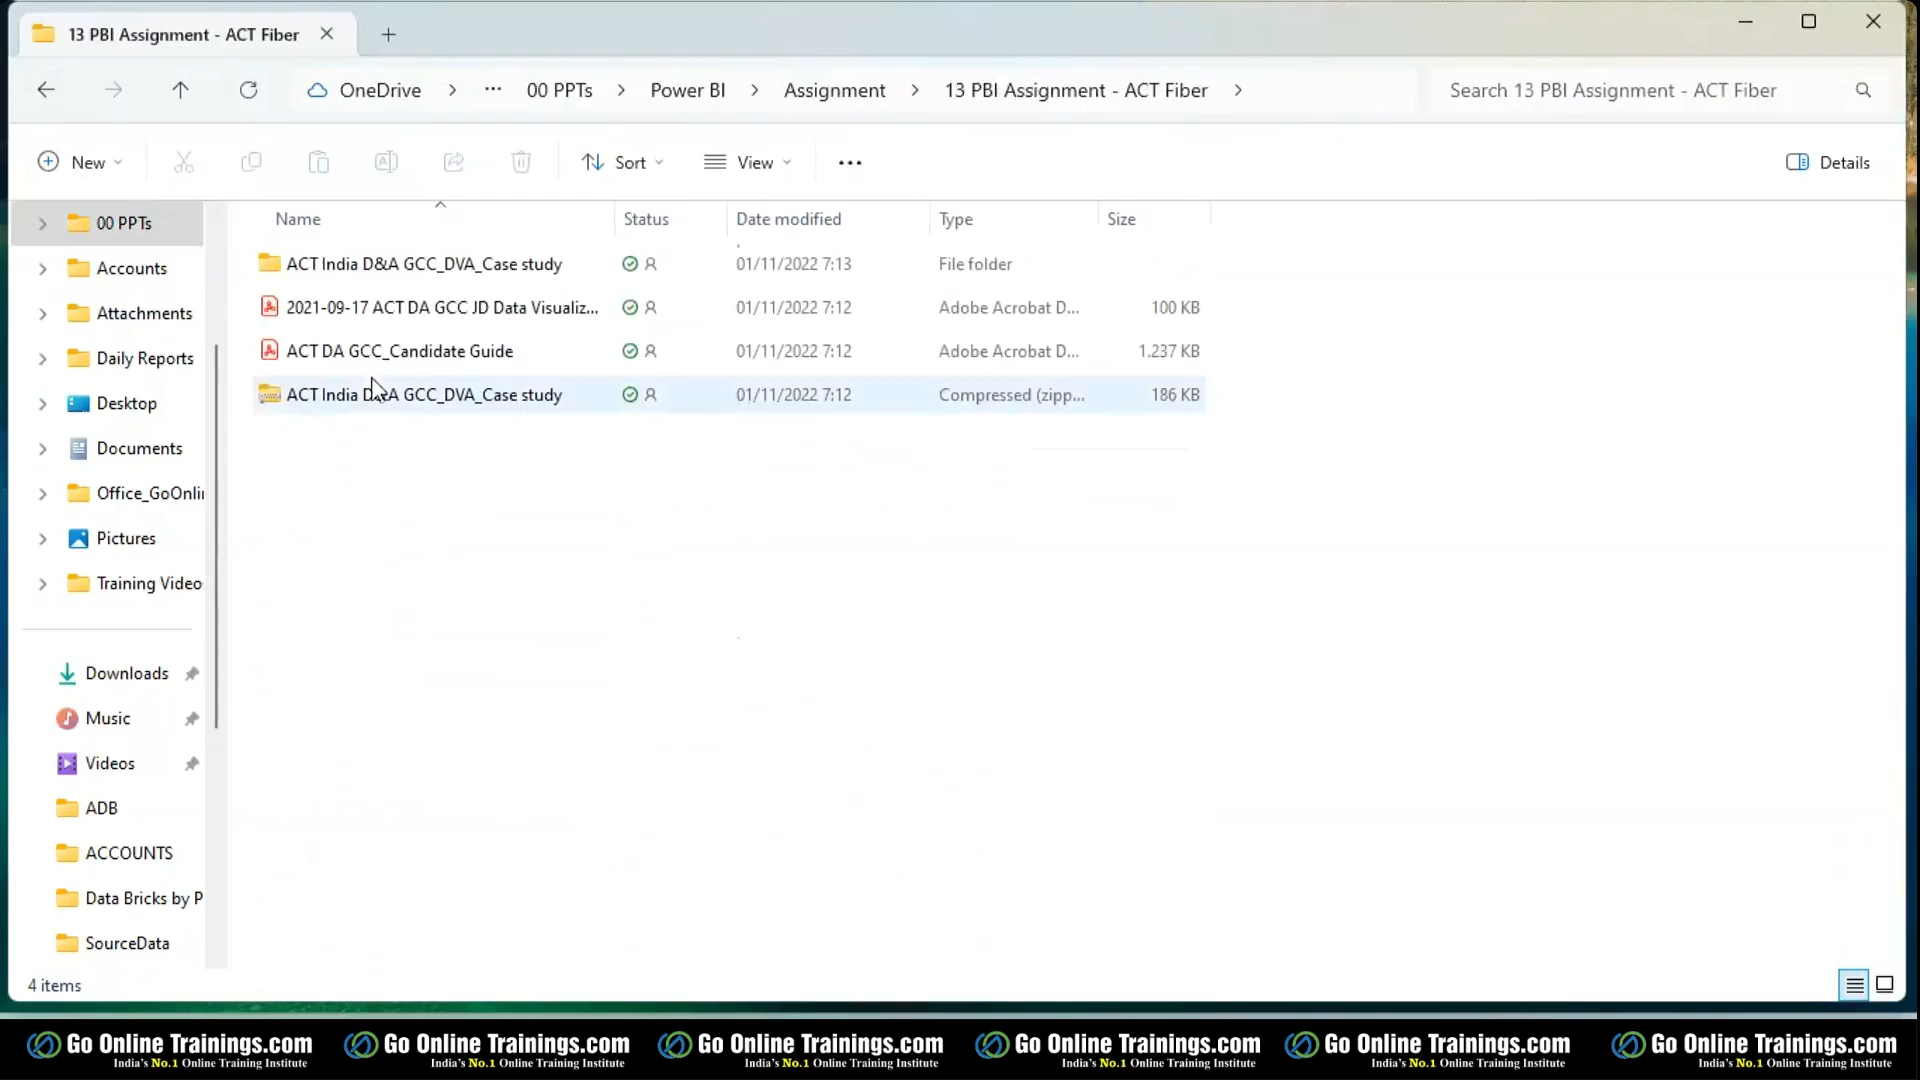 13 PBI Assignment - ACT Fiber
OneDrive > ... 00 PPTs > Power BI > Assignment > 13 PBI Assignment - ACT Fiber >
Search 13 PBI Assignment - ACT Fiber
New
Sort
View
...
Details
Name Status Date modified Type Size
ACT India D&A GCC_DVA_Case study 01/11/2022 7:13 File folder
2021-09-17 ACT DA GCC JD Data Visualiz... 01/11/2022 7:12 Adobe Acrobat D... 100 KB
ACT DA GCC_Candidate Guide 01/11/2022 7:12 Adobe Acrobat D... 1.237 KB
ACT India D&A GCC_DVA_Case study 01/11/2022 7:12 Compressed (zipp... 186 KB
00 PPTs
Accounts
Attachments
Daily Reports
Desktop
Documents
Office_GoOnlin
Pictures
Training Video
Downloads
Music
Videos
ADB
ACCOUNTS
Data Bricks by P
SourceData
4 items
Go Online Trainings.com Go Online Trainings.com Go Online Trainings.com Go Online Trainings.com Go Online Trainings.com Go Online Trainings.com
India's No.1 Online Training Institute India's No.1 Online Training Institute India's No.1 Online Training Institute India's No.1 Online Training Institute India's No.1 Online Training Institute India's No.1 Online Training Institute